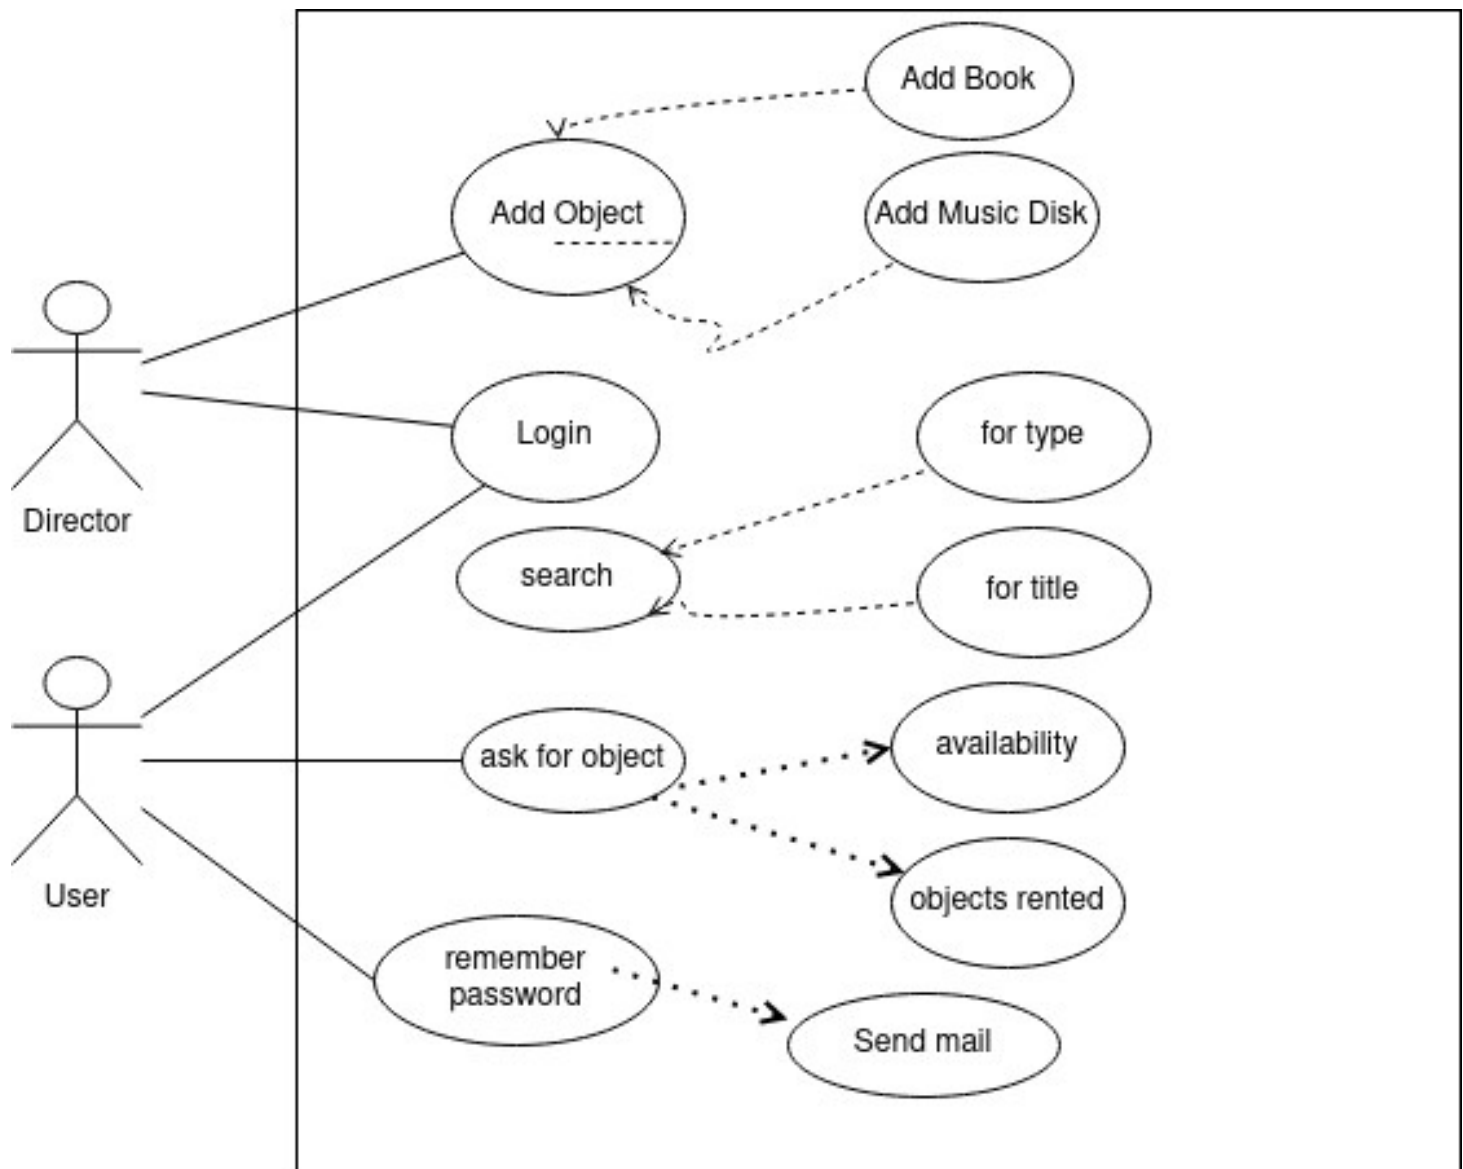 Add Book
Add Object
Add Music Disk
Login
for type
Director
search
for title
ask for object
availability
User
objects rented
remember
password
Send mail